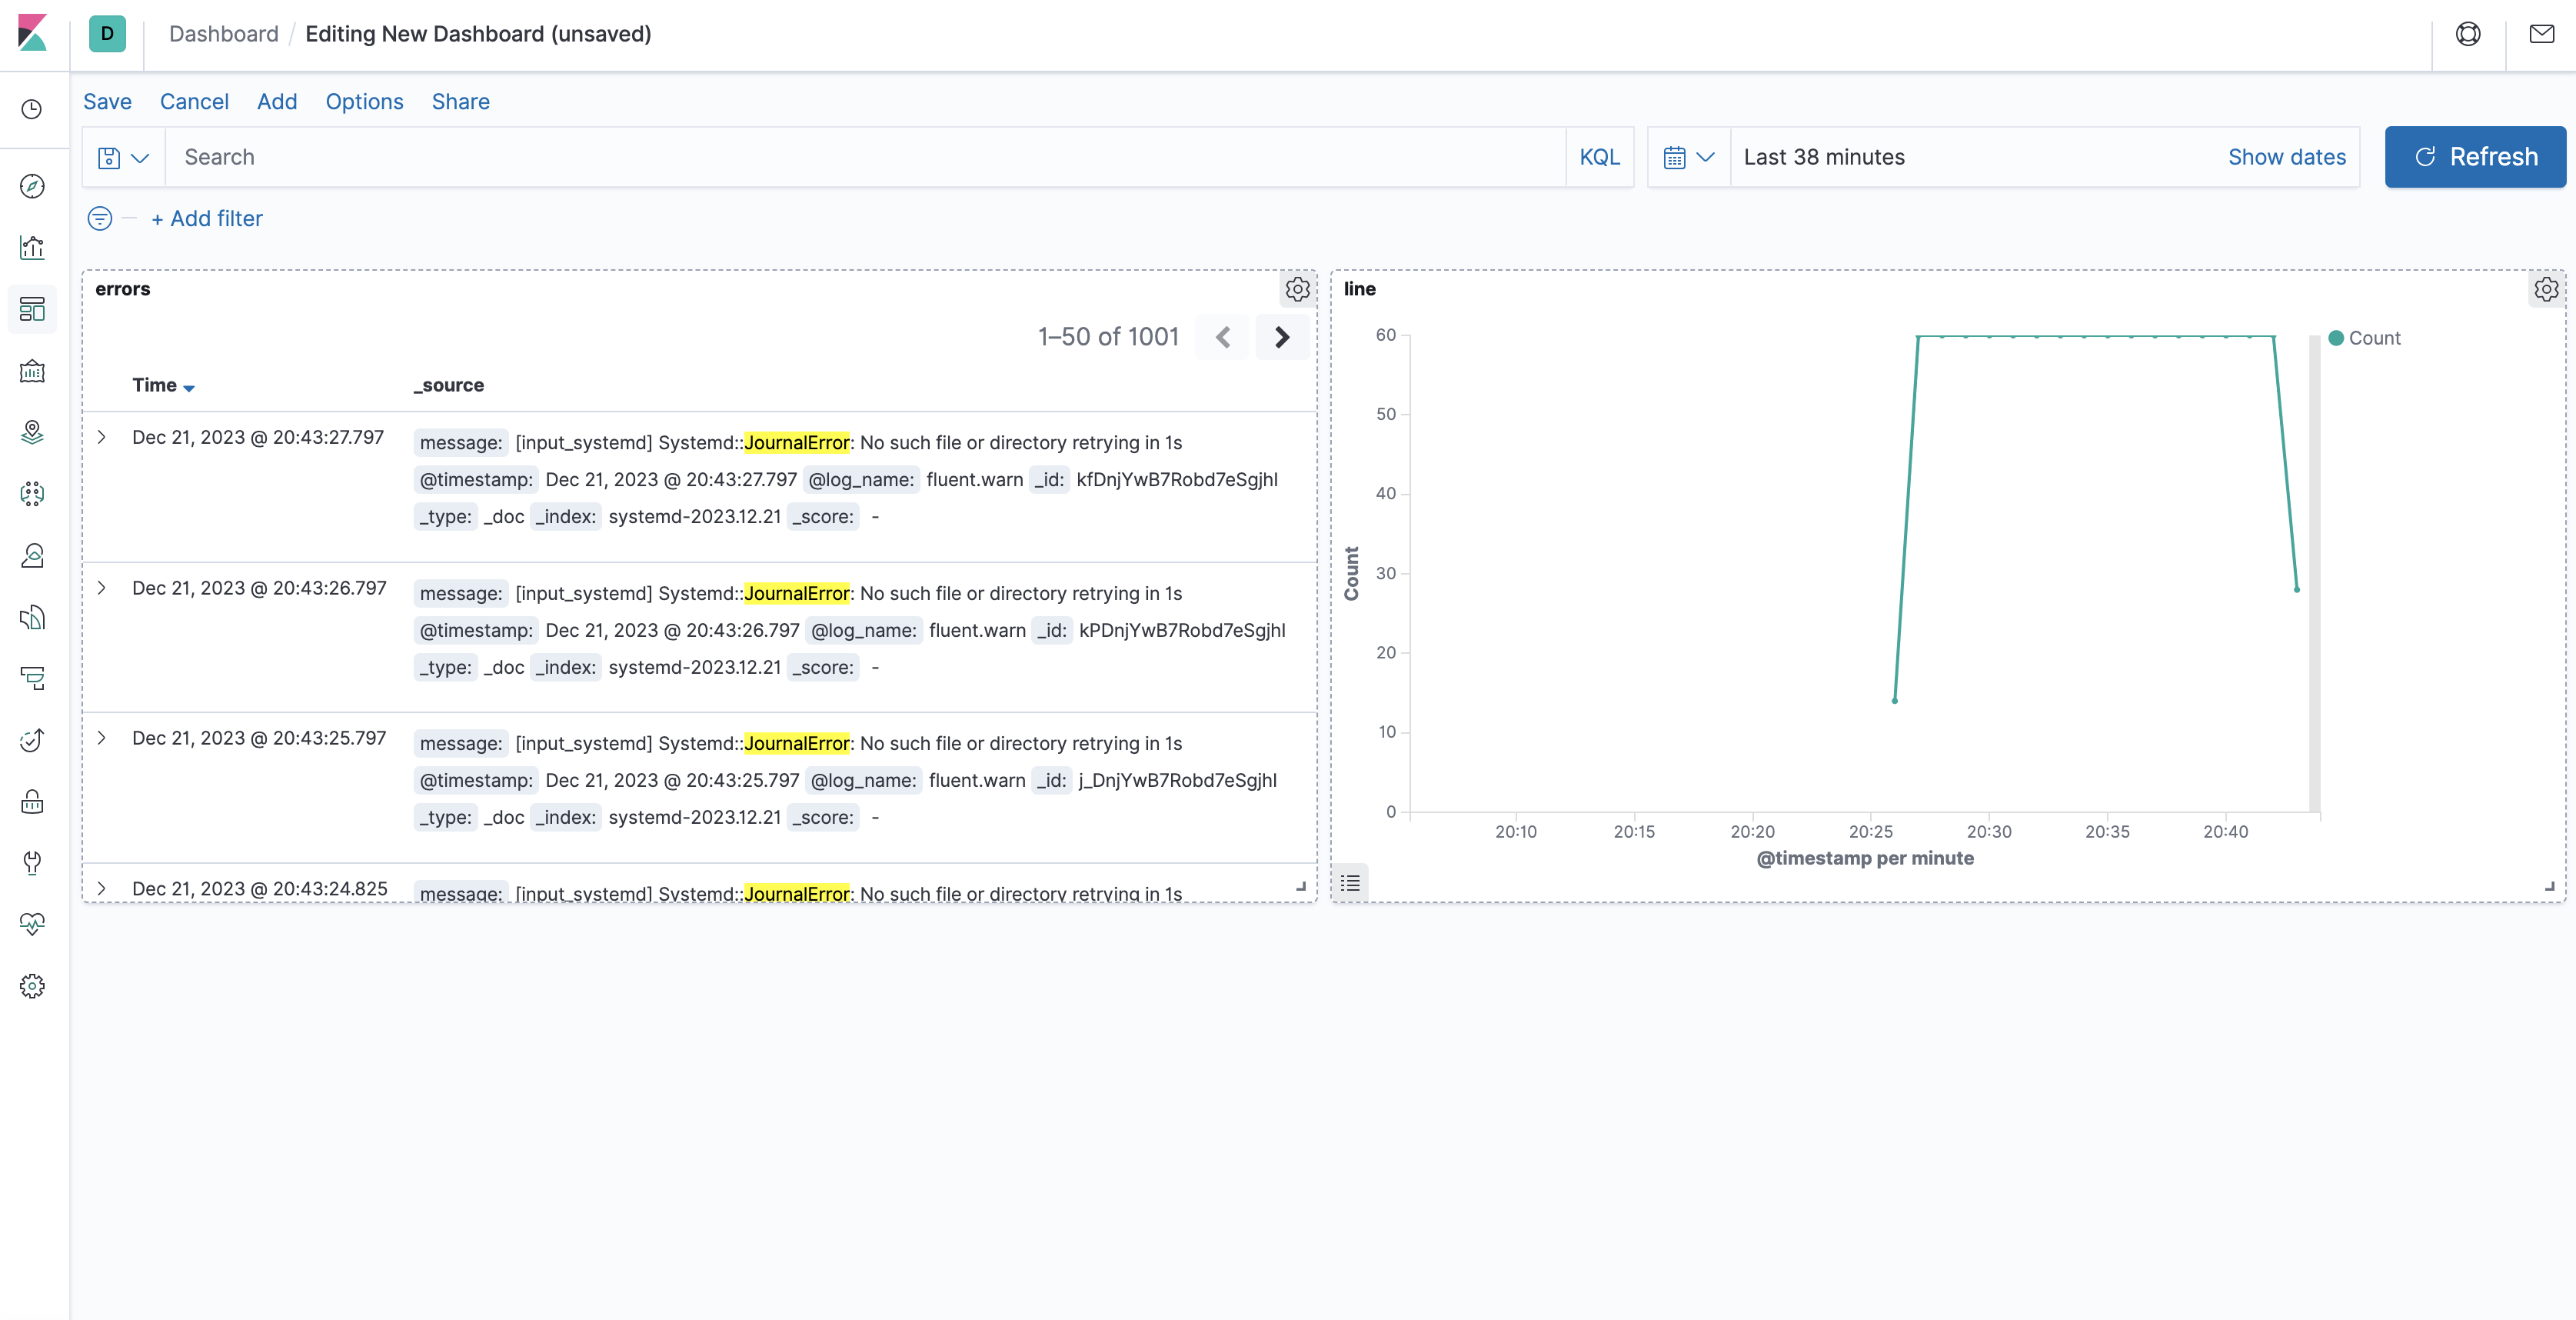 D Dashboard / Editing New Dashboard (unsaved)
Save Cancel Add Options Share
Search KQL Last 38 minutes Show dates Refresh
+ Add filter
errors
1–50 of 1001
Time _source
Dec 21, 2023 @ 20:43:27.797 message: [input_systemd] Systemd::JournalError: No such file or directory retrying in 1s
@timestamp: Dec 21, 2023 @ 20:43:27.797 @log_name: fluent.warn _id: kfDnjYwB7Robd7eSgjhI
_type: _doc _index: systemd-2023.12.21 _score: -
Dec 21, 2023 @ 20:43:26.797 message: [input_systemd] Systemd::JournalError: No such file or directory retrying in 1s
@timestamp: Dec 21, 2023 @ 20:43:26.797 @log_name: fluent.warn _id: kPDnjYwB7Robd7eSgjhI
_type: _doc _index: systemd-2023.12.21 _score: -
Dec 21, 2023 @ 20:43:25.797 message: [input_systemd] Systemd::JournalError: No such file or directory retrying in 1s
@timestamp: Dec 21, 2023 @ 20:43:25.797 @log_name: fluent.warn _id: j_DnjYwB7Robd7eSgjhI
_type: _doc _index: systemd-2023.12.21 _score: -
Dec 21, 2023 @ 20:43:24.825 message: [input_systemd] Systemd::JournalError: No such file or directory retrying in 1s
line
60
50
40
30
20
10
0
Count
20:10 20:15 20:20 20:25 20:30 20:35 20:40
@timestamp per minute
Count